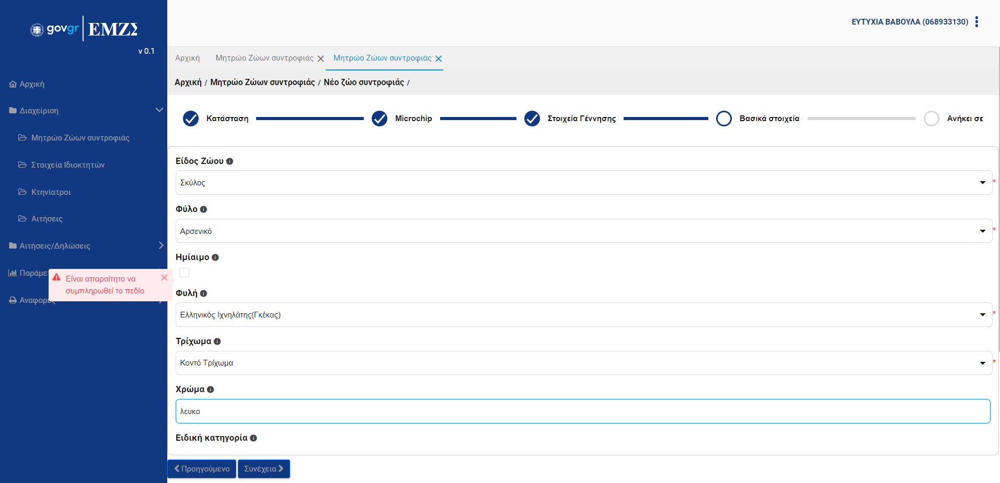 govgr ΕΜΖΣ
v 0.1
ΕΥΤΥΧΙΑ ΒΑΒΟΥΛΑ (068933130)
Αρχική
Διαχείριση
Μητρώο Ζώων συντροφιάς
Στοιχεία Ιδιοκτητών
Κτηνίατροι
Αιτήσεις
Αιτήσεις/Δηλώσεις
Παράμε
Αναφορές
Είναι απαραίτητο να
συμπληρωθεί το πεδίο
Αρχική Μητρώο Ζώων συντροφιάς Μητρώο Ζώων συντροφιάς
Αρχική / Μητρώο Ζώων συντροφιάς / Νέο ζώο συντροφιάς /
Κατάσταση Microchip Στοιχεία Γέννησης Βασικά στοιχεία Ανήκει σε
Είδος Ζώου
Σκύλος *
Φύλο
Αρσενικό *
Ημίαιμο
Φυλή
Ελληνικός Ιχνηλάτης(Γκέκας) *
Τρίχωμα
Κοντό Τρίχωμα *
Χρώμα
λευκο
Ειδική κατηγορία
Προηγούμενο Συνέχεια